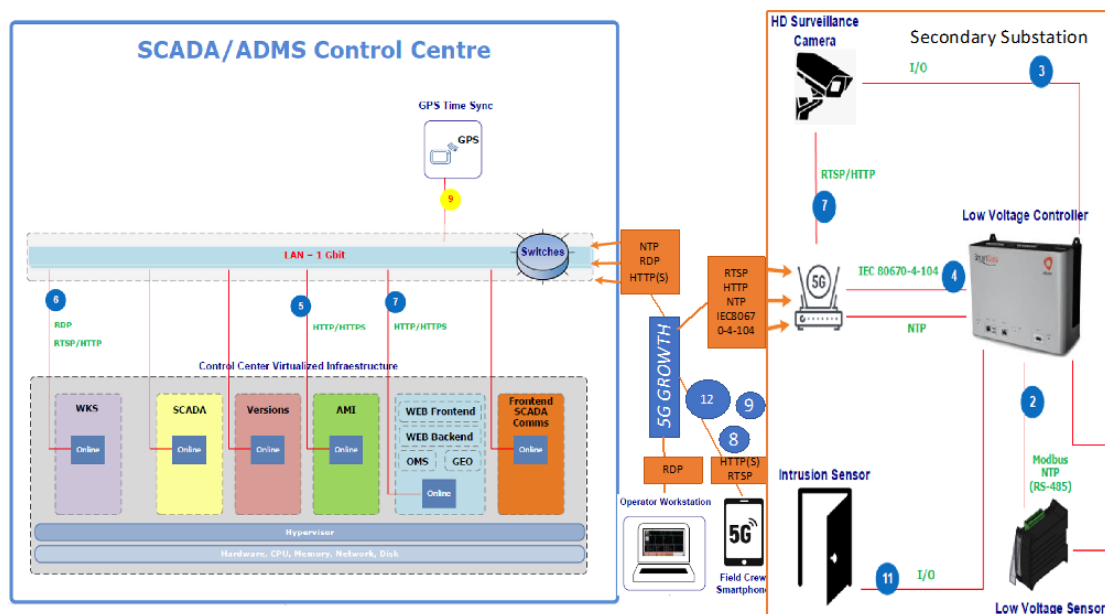 SCADA/ADMS Control Centre
GPS Time Sync
GPS
9
LAN – 1 Gbit
Switches
6
RDP
RTSP/HTTP
5
HTTP/HTTPS
7
HTTP/HTTPS
Control Center Virtualized Infraestructure
WKS
Online
SCADA
Online
Versions
Online
AMI
Online
WEB Frontend
WEB Backend
OMS
GEO
Online
Frontend
SCADA
Comms
Online
Hypervisor
Hardware, CPU, Memory, Network, Disk
NTP
RDP
HTTP(S)
5G GROWTH
RTSP
HTTP
NTP
IEC8067
0-4-104
12
9
8
RDP
HTTP(S)
RTSP
Operator Workstation
5G
Field Crew
Smartphone
HD Surveillance
Camera
Secondary Substation
I/O
3
RTSP/HTTP
7
Low Voltage Controller
5G
IEC 80670-4-104
4
NTP
2
Modbus
NTP
(RS-485)
Intrusion Sensor
11
I/O
Low Voltage Sensor